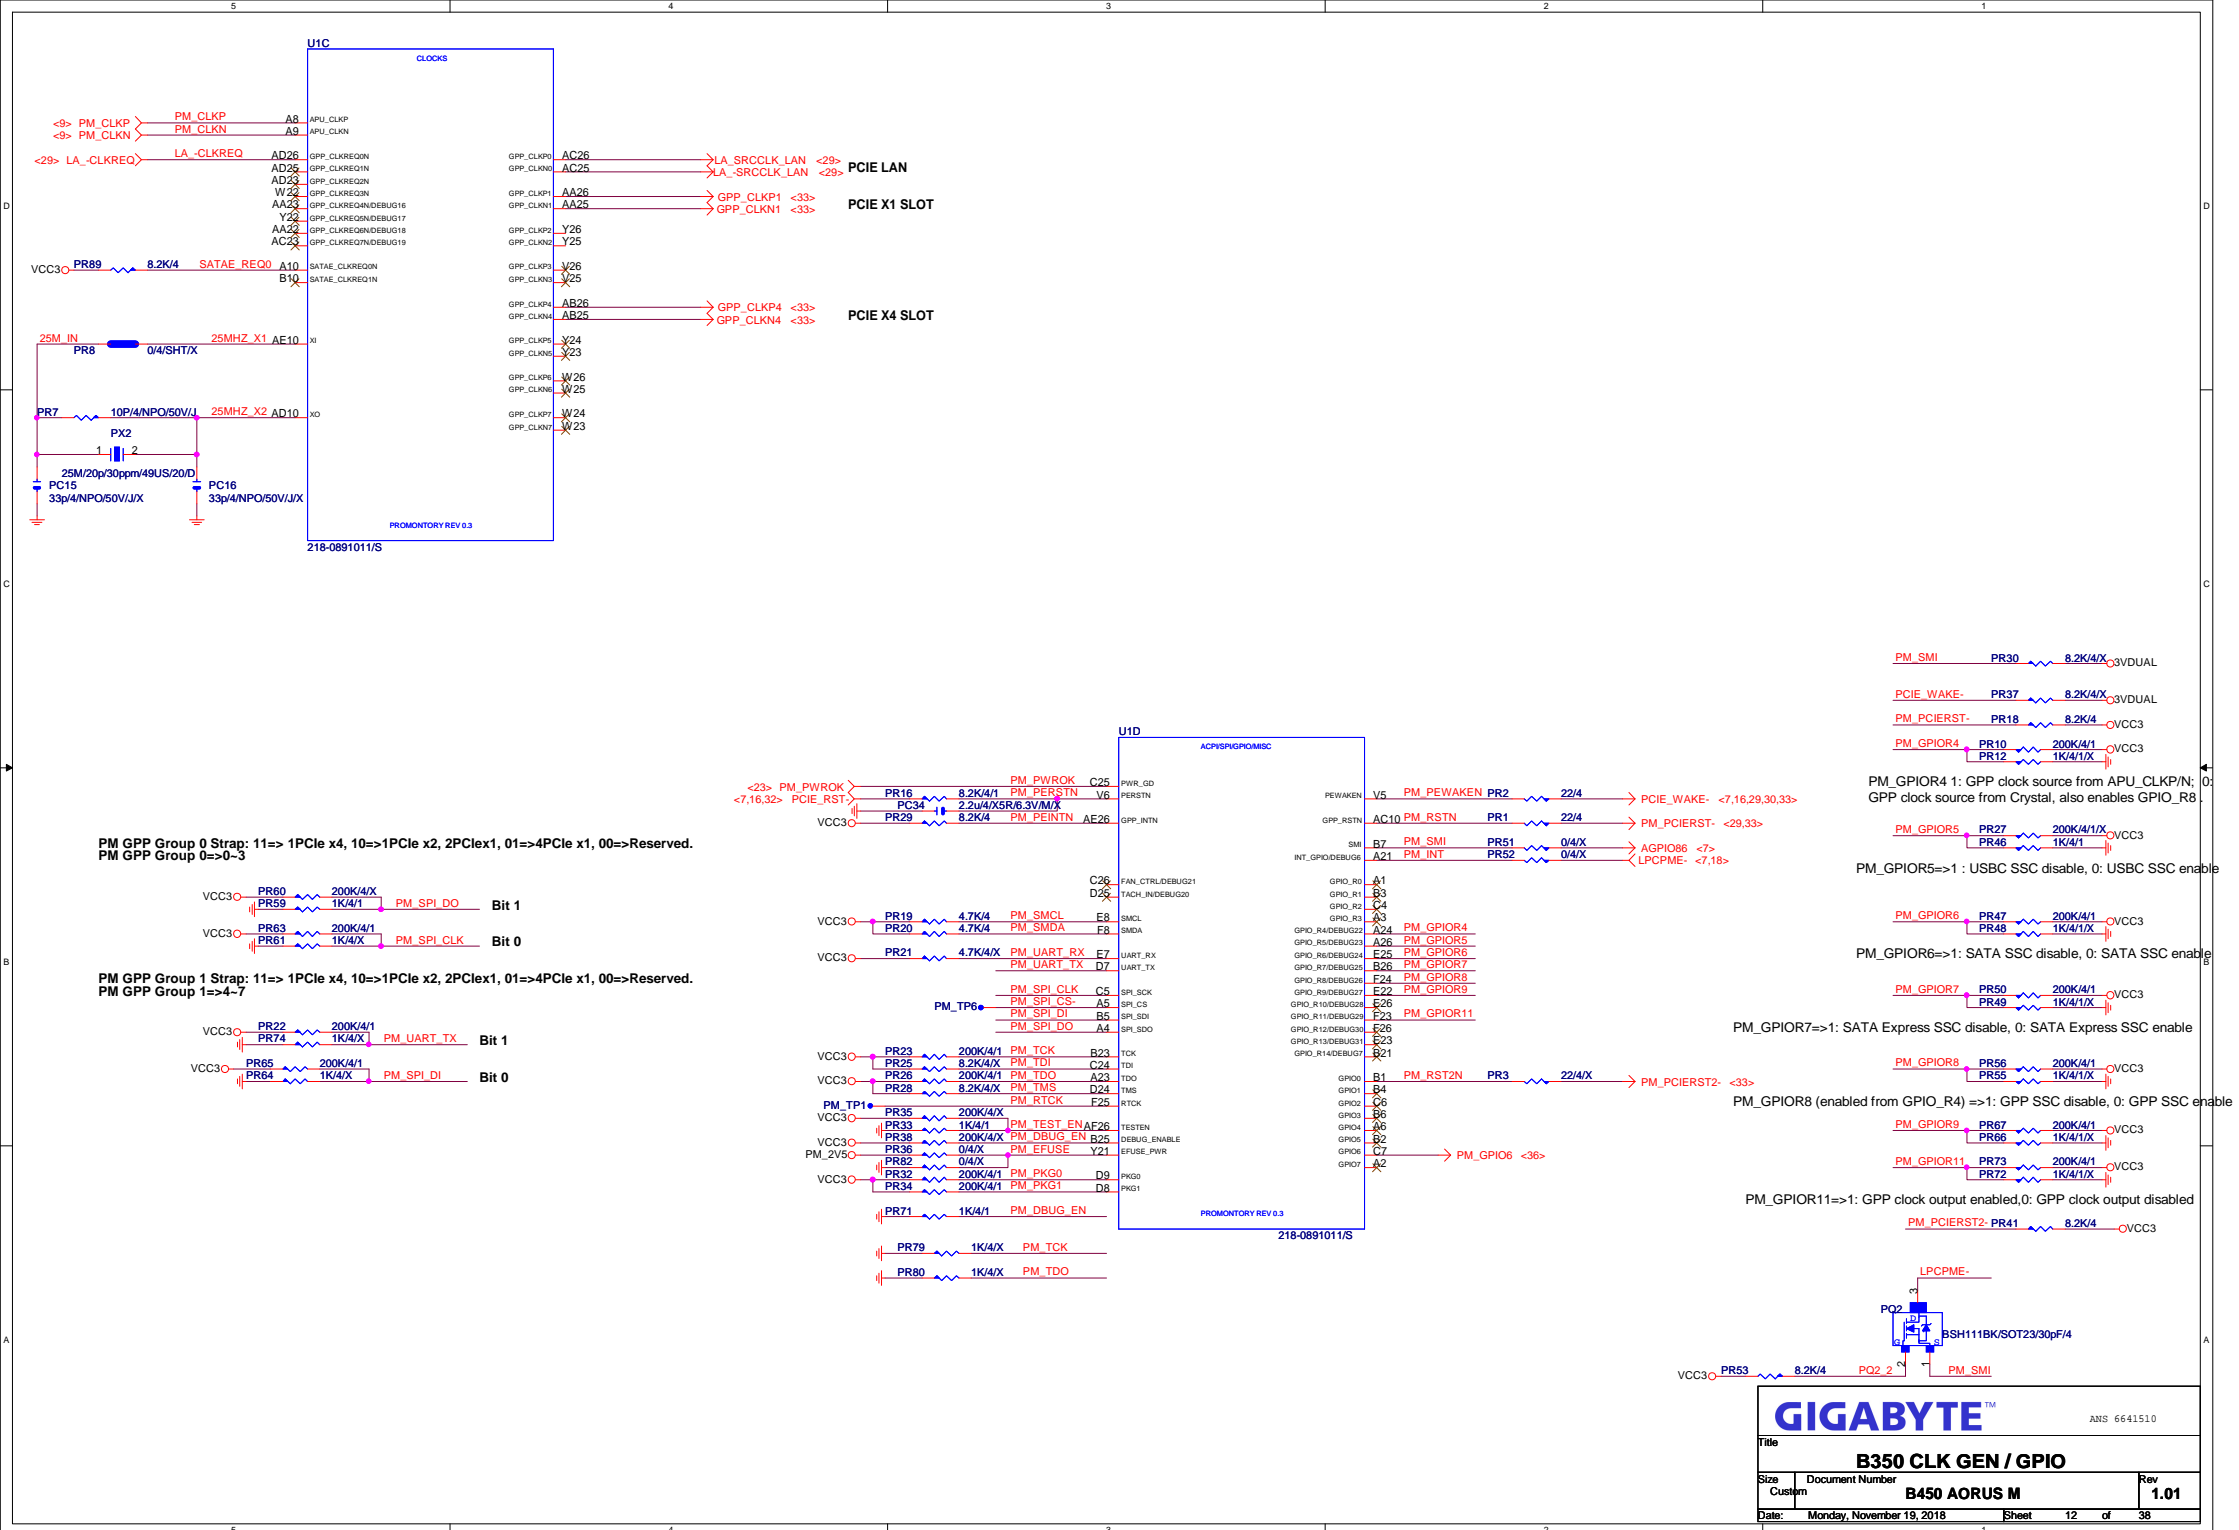 5 4 3 2 1
U1C
CLOCKS
<9> PM_CLKP PM_CLKP A8 APU_CLKP
<9> PM_CLKN PM_CLKN A9 APU_CLKN
<29> LA_-CLKREQ LA_-CLKREQ AD26 GPP_CLKREQ0N
AD25 GPP_CLKREQ1N
AD23 GPP_CLKREQ2N
W22 GPP_CLKREQ3N
AA23 GPP_CLKREQ4N/DEBUG16
Y22 GPP_CLKREQ5N/DEBUG17
AA22 GPP_CLKREQ6N/DEBUG18
AC23 GPP_CLKREQ7N/DEBUG19
VCC3 PR89 8.2K/4 SATAE_REQ0 A10 SATAE_CLKREQ0N
B10 SATAE_CLKREQ1N
25M_IN PR8 0/4/SHT/X 25MHZ_X1 AE10 XI
PR7 10P/4/NPO/50V/J 25MHZ_X2 AD10 XO
PX2
1 2
25M/20p/30ppm/49US/20/D
PC15 33p/4/NPO/50V/J/X
PC16 33p/4/NPO/50V/J/X
GPP_CLKP0 AC26 LA_SRCCLK_LAN <29>
GPP_CLKN0 AC25 LA_-SRCCLK_LAN <29>
PCIE LAN
GPP_CLKP1 AA26 GPP_CLKP1 <33>
GPP_CLKN1 AA25 GPP_CLKN1 <33>
PCIE X1 SLOT
GPP_CLKP2 Y26
GPP_CLKN2 Y25
GPP_CLKP3 V26
GPP_CLKN3 V25
GPP_CLKP4 AB26 GPP_CLKP4 <33>
GPP_CLKN4 AB25 GPP_CLKN4 <33>
PCIE X4 SLOT
GPP_CLKP5 Y24
GPP_CLKN5 Y23
GPP_CLKP6 W26
GPP_CLKN6 W25
GPP_CLKP7 W24
GPP_CLKN7 W23
PROMONTORY REV 0.3
218-0891011/S
D
C
B
A
PM GPP Group 0 Strap: 11=> 1PCIe x4, 10=>1PCIe x2, 2PCIex1, 01=>4PCIe x1, 00=>Reserved.
PM GPP Group 0=>0~3
VCC3 PR60 200K/4/X
PR59 1K/4/1 PM_SPI_DO Bit 1
VCC3 PR63 200K/4/1
PR61 1K/4/X PM_SPI_CLK Bit 0
PM GPP Group 1 Strap: 11=> 1PCIe x4, 10=>1PCIe x2, 2PCIex1, 01=>4PCIe x1, 00=>Reserved.
PM GPP Group 1=>4~7
VCC3 PR22 200K/4/1
PR74 1K/4/X PM_UART_TX Bit 1
VCC3 PR65 200K/4/1
PR64 1K/4/X PM_SPI_DI Bit 0
U1D
ACPI/SPI/GPIO/MISC
<23> PM_PWROK PM_PWROK C25 PWR_GD
<7,16,32> PCIE_RST- PR16 8.2K/4/1 PM_PERSTN V6 PERSTN
PC34 2.2u/4/X5R/6.3V/M/X
VCC3 PR29 8.2K/4 PM_PEINTN AE26 GPP_INTN
C26 FAN_CTRL/DEBUG21
D25 TACH_IN/DEBUG20
VCC3 PR19 4.7K/4 PM_SMCL E8 SMCL
PR20 4.7K/4 PM_SMDA F8 SMDA
VCC3 PR21 4.7K/4/X PM_UART_RX E7 UART_RX
PM_UART_TX D7 UART_TX
PM_SPI_CLK C5 SPI_SCK
PM_TP6 PM_SPI_CS- A5 SPI_CS
PM_SPI_DI B5 SPI_SDI
PM_SPI_DO A4 SPI_SDO
VCC3 PR23 200K/4/1 PM_TCK B23 TCK
PR25 8.2K/4/X PM_TDI C24 TDI
VCC3 PR26 200K/4/1 PM_TDO A23 TDO
PR28 8.2K/4/X PM_TMS D24 TMS
PM_TP1 PM_RTCK F25 RTCK
VCC3 PR35 200K/4/X
PR33 1K/4/1 PM_TEST_EN AF26 TESTEN
VCC3 PR38 200K/4/X PM_DBUG_EN B25 DEBUG_ENABLE
PM_2V5 PR36 0/4/X PM_EFUSE Y21 EFUSE_PWR
PR82 0/4/X
VCC3 PR32 200K/4/1 PM_PKG0 D9 PKG0
PR34 200K/4/1 PM_PKG1 D8 PKG1
PR71 1K/4/1 PM_DBUG_EN
PR79 1K/4/X PM_TCK
PR80 1K/4/X PM_TDO
PEWAKEN V5 PM_PEWAKEN PR2 22/4 PCIE_WAKE- <7,16,29,30,33>
GPP_RSTN AC10 PM_RSTN PR1 22/4 PM_PCIERST- <29,33>
SMI B7 PM_SMI PR51 0/4/X AGPIO86 <7>
INT_GPIO/DEBUG6 A21 PM_INT PR52 0/4/X LPCPME- <7,18>
GPIO_R0 A1
GPIO_R1 B3
GPIO_R2 C4
GPIO_R3 A3
GPIO_R4/DEBUG22 A24 PM_GPIOR4
GPIO_R5/DEBUG23 A26 PM_GPIOR5
GPIO_R6/DEBUG24 E25 PM_GPIOR6
GPIO_R7/DEBUG25 B26 PM_GPIOR7
GPIO_R8/DEBUG26 F24 PM_GPIOR8
GPIO_R9/DEBUG27 E22 PM_GPIOR9
GPIO_R10/DEBUG28 E26
GPIO_R11/DEBUG29 F23 PM_GPIOR11
GPIO_R12/DEBUG30 F26
GPIO_R13/DEBUG31 E23
GPIO_R14/DEBUG7 B21
GPIO0 B1 PM_RST2N PR3 22/4/X PM_PCIERST2- <33>
GPIO1 B4
GPIO2 C6
GPIO3 B6
GPIO4 A6
GPIO5 B2
GPIO6 C7 PM_GPIO6 <36>
GPIO7 A2
PROMONTORY REV 0.3
218-0891011/S
PM_SMI PR30 8.2K/4/X 3VDUAL
PCIE_WAKE- PR37 8.2K/4/X 3VDUAL
PM_PCIERST- PR18 8.2K/4 VCC3
PM_GPIOR4 PR10 200K/4/1 VCC3
PR12 1K/4/1/X
PM_GPIOR4 1: GPP clock source from APU_CLKP/N; 0:
GPP clock source from Crystal, also enables GPIO_R8 .
PM_GPIOR5 PR27 200K/4/1/X VCC3
PR46 1K/4/1
PM_GPIOR5=>1 : USBC SSC disable, 0: USBC SSC enable
PM_GPIOR6 PR47 200K/4/1 VCC3
PR48 1K/4/1/X
PM_GPIOR6=>1: SATA SSC disable, 0: SATA SSC enable
PM_GPIOR7 PR50 200K/4/1 VCC3
PR49 1K/4/1/X
PM_GPIOR7=>1: SATA Express SSC disable, 0: SATA Express SSC enable
PM_GPIOR8 PR56 200K/4/1 VCC3
PR55 1K/4/1/X
PM_GPIOR8 (enabled from GPIO_R4) =>1: GPP SSC disable, 0: GPP SSC enable
PM_GPIOR9 PR67 200K/4/1 VCC3
PR66 1K/4/1/X
PM_GPIOR11 PR73 200K/4/1 VCC3
PR72 1K/4/1/X
PM_GPIOR11=>1: GPP clock output enabled,0: GPP clock output disabled
PM_PCIERST2- PR41 8.2K/4 VCC3
LPCPME-
3
PQ2
D
G S
BSH111BK/SOT23/30pF/4
2 1
VCC3 PR53 8.2K/4 PQ2_2 PM_SMI
GIGABYTE™ ANS 6641510
Title
B350 CLK GEN / GPIO
Size Document Number Rev
Custom B450 AORUS M 1.01
Date: Monday, November 19, 2018 Sheet 12 of 38
D
C
B
A
5 4 3 2 1